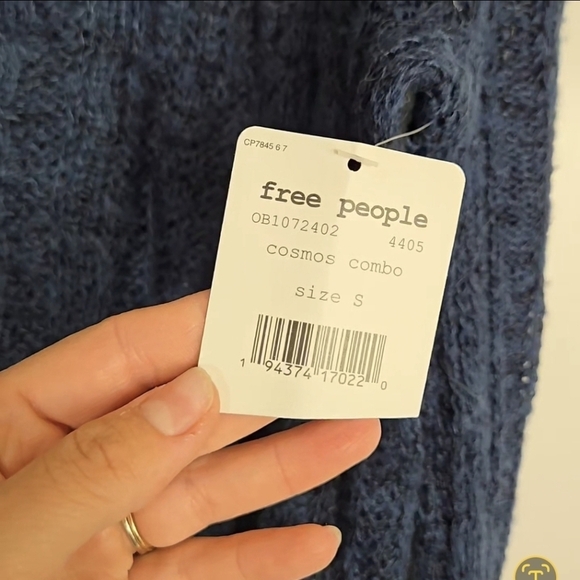 CP7845 6 7
free people
OB1072402 4405
cosmos combo
size S
1 94374 17022 0